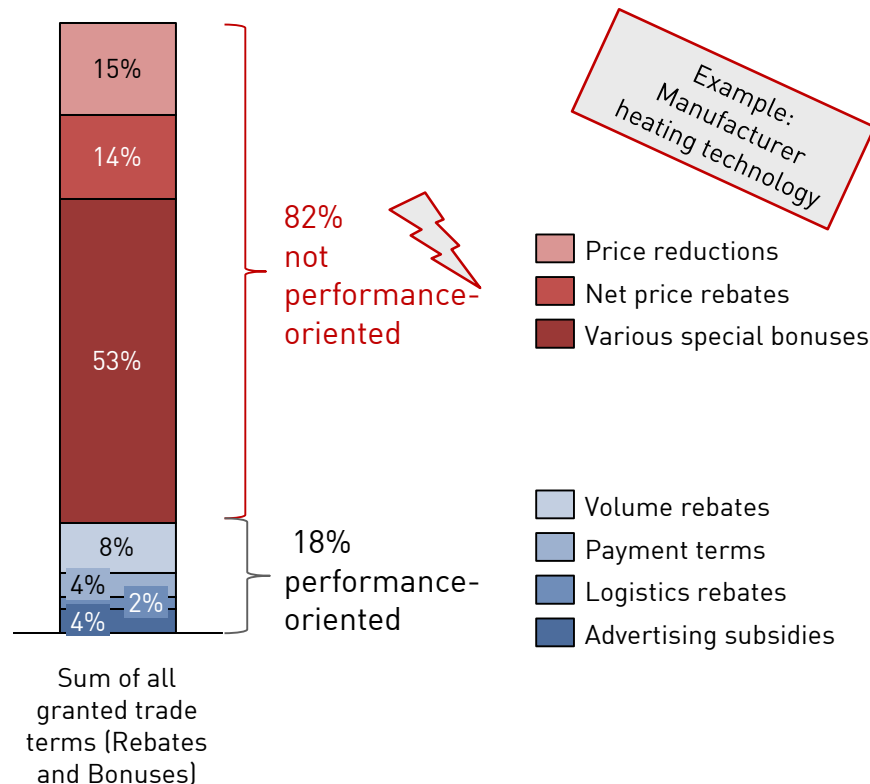 Example:
Manufacturer
heating technology
15%
14%
53%
8%
4%
2%
4%
82%
not
performance-
oriented
18%
performance-
oriented
Price reductions
Net price rebates
Various special bonuses
Volume rebates
Payment terms
Logistics rebates
Advertising subsidies
Sum of all
granted trade
terms (Rebates
and Bonuses)